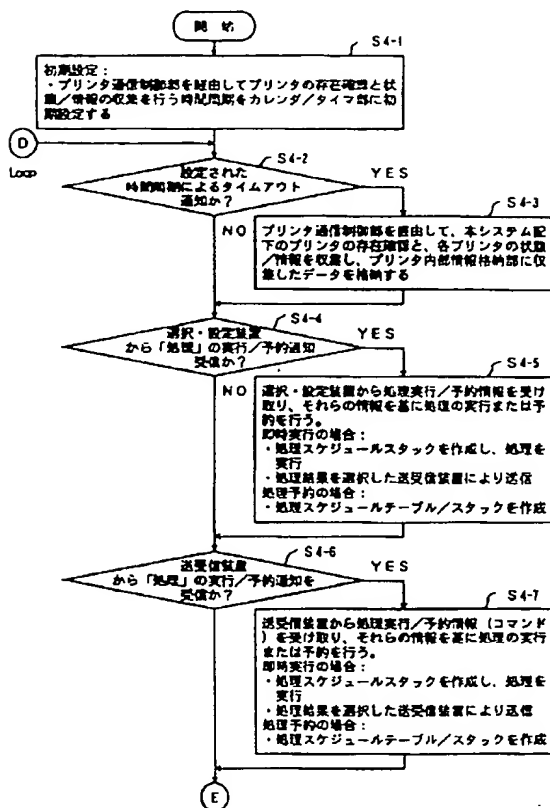 開 始
S4-1
初期設定：
・プリンタ通信制御部を経由してプリンタの存在確認と状
態／情報の収集を行う時間周期をカレンダ／タイマ部に初
期設定する
D
Loop
S4-2
設定された
時間周期によるタイムアウト
通知か？
YES
NO
S4-3
プリンタ通信制御部を経由して、本システム配
下のプリンタの存在確認と、各プリンタの状態
／情報を収集し、プリンタ内部情報格納部に収
集したデータを格納する
S4-4
選択・設定装置
から「処理」の実行／予約通知
受信か？
YES
NO
S4-5
選択・設定装置から処理実行／予約情報を受け
取り、それらの情報を基に処理の実行または予
約を行う。
即時実行の場合：
・処理スケジュールスタックを作成し、処理を
実行
・処理結果を選択した送受信装置により送信
処理予約の場合：
・処理スケジュールテーブル／スタックを作成
S4-6
送受信装置
から「処理」の実行／予約通知を
受信か？
YES
S4-7
送受信装置から処理実行／予約情報（コマンド
）を受け取り、それらの情報を基に処理の実行
または予約を行う。
即時実行の場合：
・処理スケジュールスタックを作成し、処理を
実行
・処理結果を選択した送受信装置により送信
処理予約の場合：
・処理スケジュールテーブル／スタックを作成
E